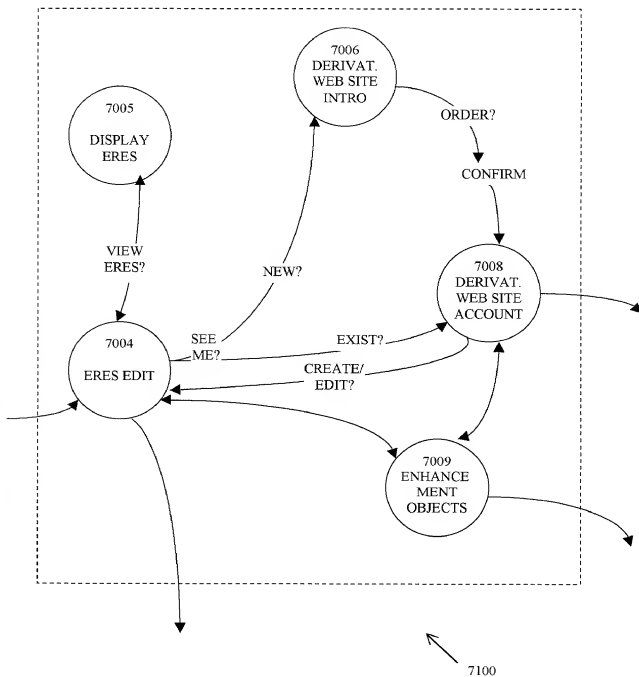 7006
DERIVAT.
WEB SITE
INTRO
7005
DISPLAY
ERES
ORDER?
CONFIRM
VIEW
ERES?
NEW?
7008
DERIVAT.
WEB SITE
ACCOUNT
7004
ERES EDIT
SEE
ME?
EXIST?
CREATE/
EDIT?
7009
ENHANCE
MENT
OBJECTS
7100